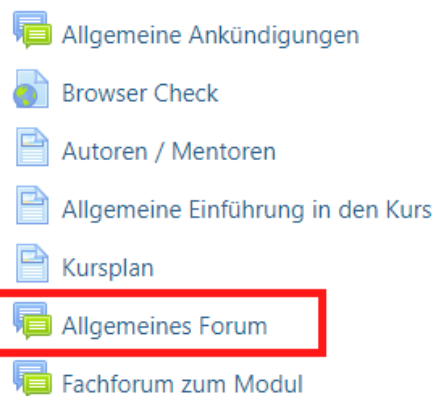 Allgemeine Ankündigungen
Browser Check
Autoren / Mentoren
Allgemeine Einführung in den Kurs
Kursplan
Allgemeines Forum
Fachforum zum Modul